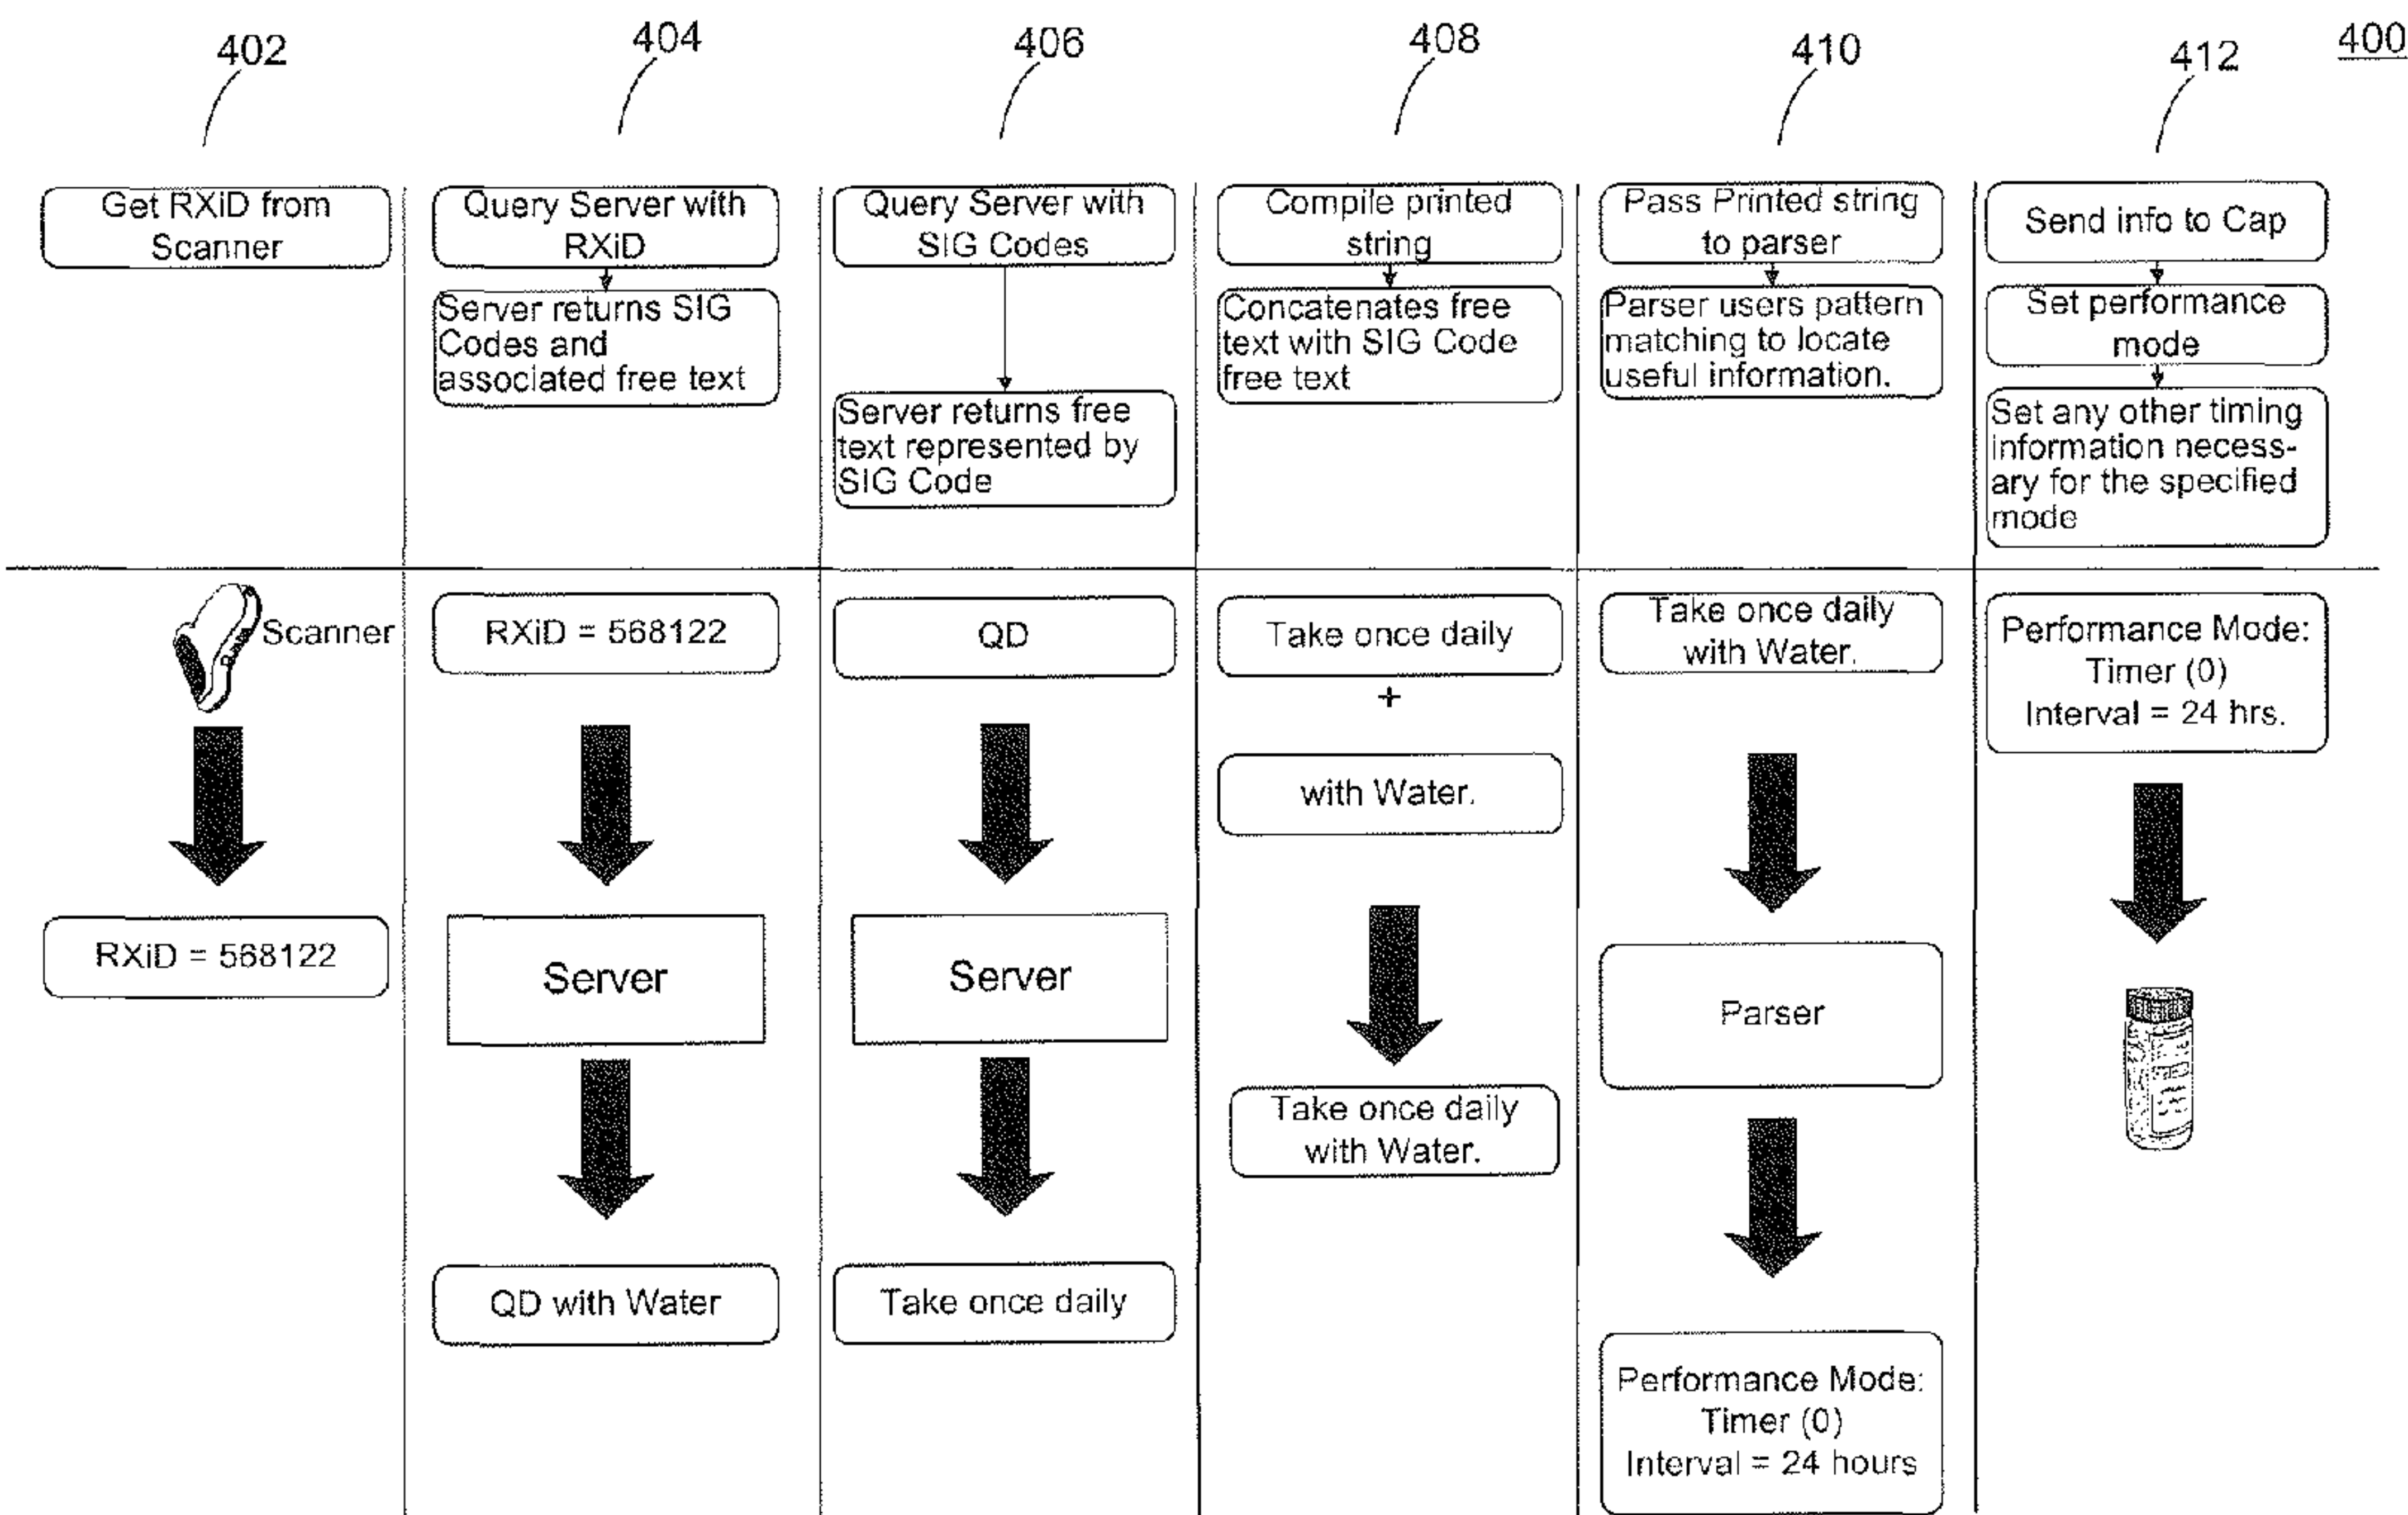 402
404
406
408
410
412
400
Get RXiD from
Scanner
Query Server with
RXiD
Server returns SIG
Codes and
associated free text
Query Server with
SIG Codes
Server returns free
text represented by
SIG Code
Compile printed
string
Concatenates free
text with SIG Code
free text
Pass Printed string
to parser
Parser users pattern
matching to locate
useful information.
Send info to Cap
Set performance
mode
Set any other timing
information necess-
ary for the specified
mode
Scanner
RXiD = 568122
RXiD = 568122
Server
QD with Water
QD
Server
Take once daily
Take once daily
+
with Water.
Take once daily
with Water.
Take once daily
with Water.
Parser
Performance Mode:
Timer (0)
Interval = 24 hours
Performance Mode:
Timer (0)
Interval = 24 hrs.